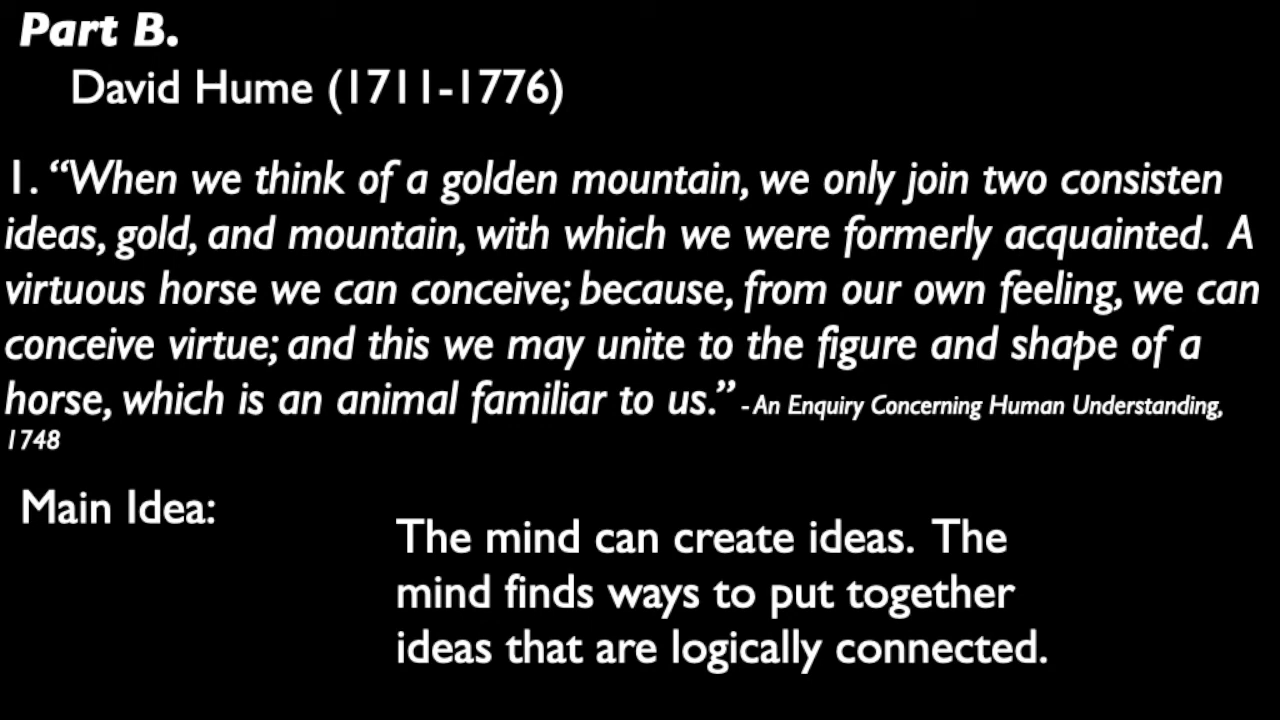 Part B.
David Hume (1711-1776)
1. “When we think of a golden mountain, we only join two consisten
ideas, gold, and mountain, with which we were formerly acquainted. A
virtuous horse we can conceive; because, from our own feeling, we can
conceive virtue; and this we may unite to the figure and shape of a
horse, which is an animal familiar to us.” - An Enquiry Concerning Human Understanding,
1748
Main Idea:
The mind can create ideas. The
mind finds ways to put together
ideas that are logically connected.